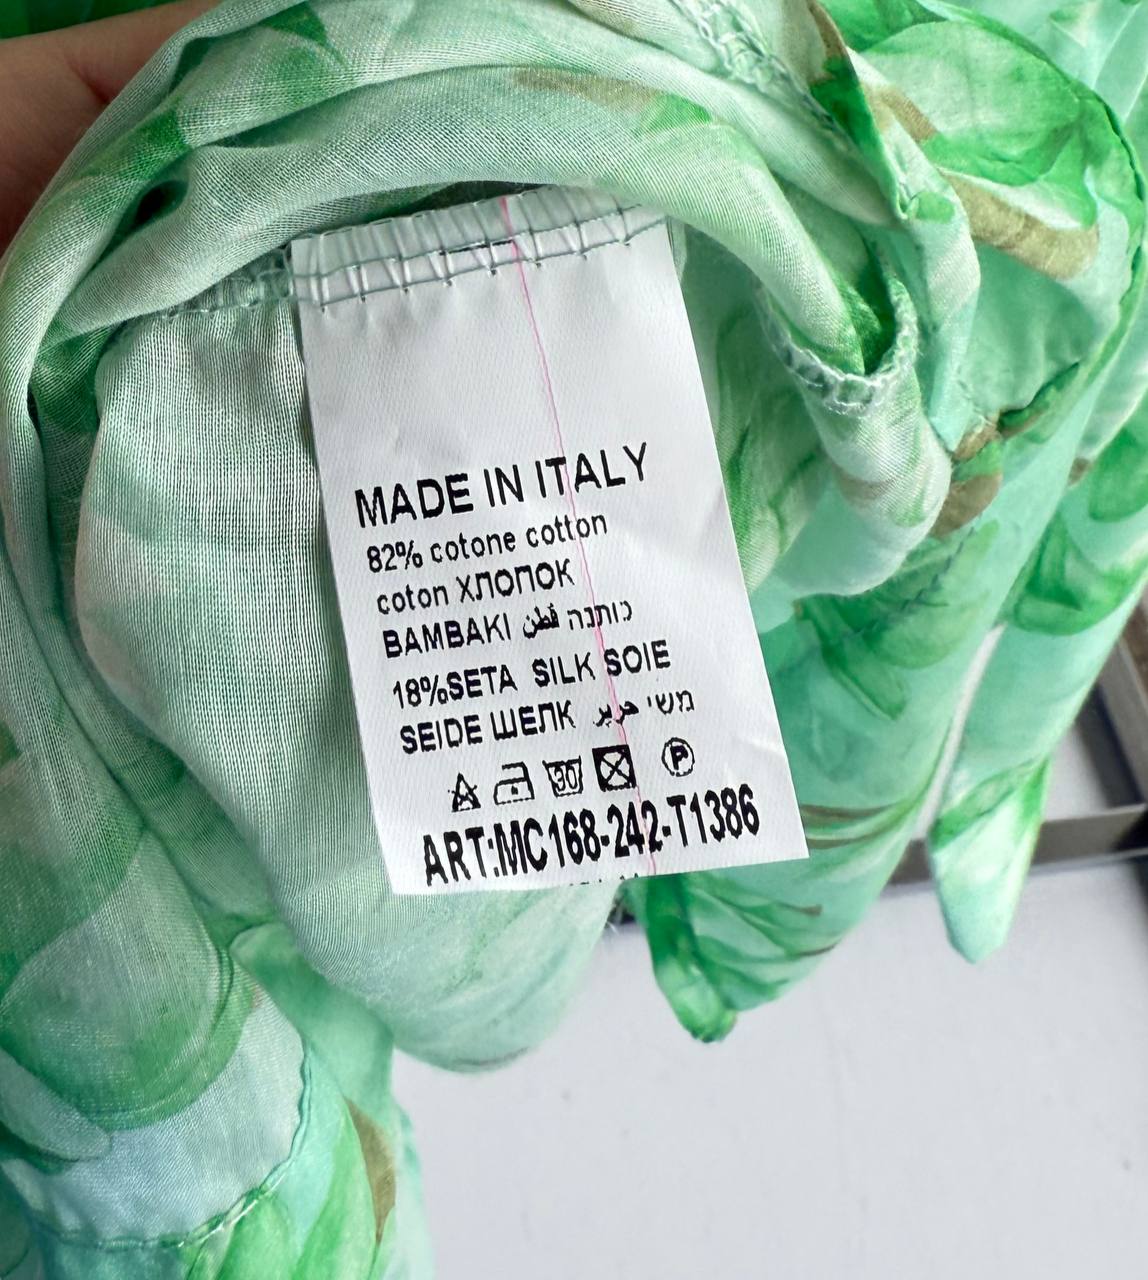 MADE IN ITALY
82% cotone cotton
coton ХЛОПОК
BAMBAKI قطن כותנה
18%SETA SILK SOIE
SEIDE ШЕЛК حرير משי
30 P
ART:MC168-242-T1386